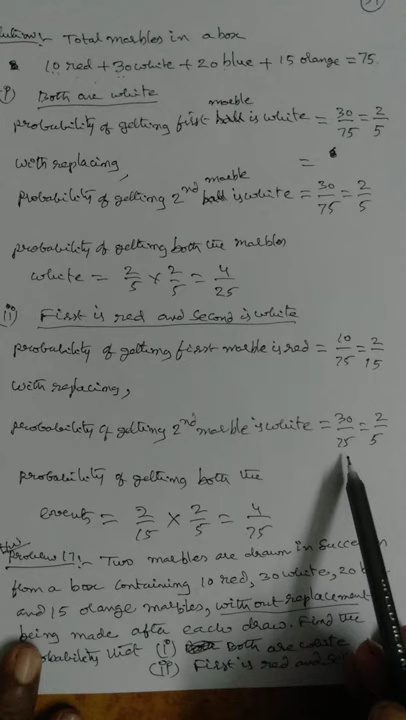 Solution:- Total marbles in a box
10 red + 30 white + 20 blue + 15 orange = 75
(i) Both are white
probability of getting first marble is white = 30/75 = 2/5
with replacing, =
probability of getting 2nd marble is white = 30/75 = 2/5
probability of getting both the marbles
white = 2/5 × 2/5 = 4/25
(ii) First is red and second is white
probability of getting first marble is red = 10/75 = 2/15
with replacing,
probability of getting 2nd marble is white = 30/75 = 2/5
probability of getting both the
events = 2/15 × 2/5 = 4/75
Problem 17:- Two marbles are drawn in succession
from a box containing 10 red, 30 white, 20
and 15 orange marbles, with out replacement
being made after each draw. Find the
probability that (i) Both are white
(ii) First is red and